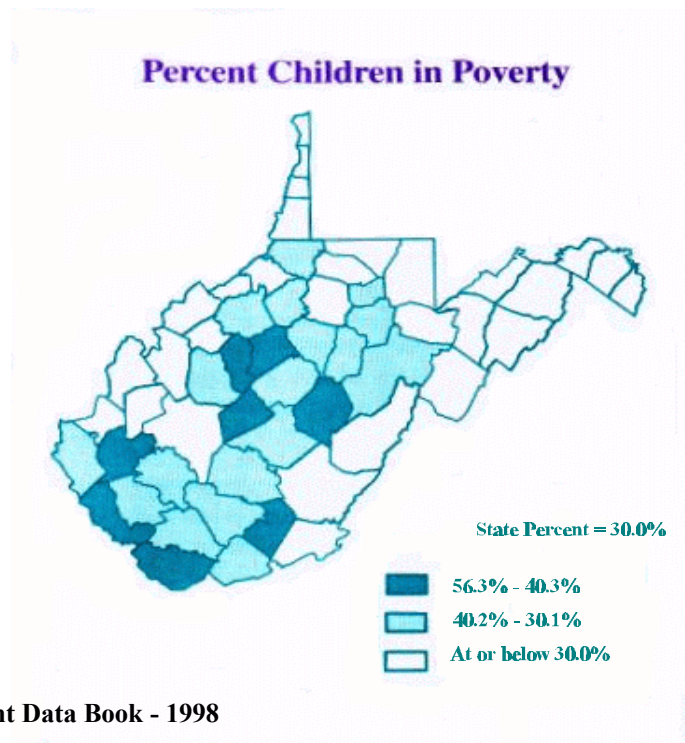 Percent Children in Poverty
State Percent = 30.0%
56.3% - 40.3%
40.2% - 30.1%
At or below 30.0%
Data Book - 1998